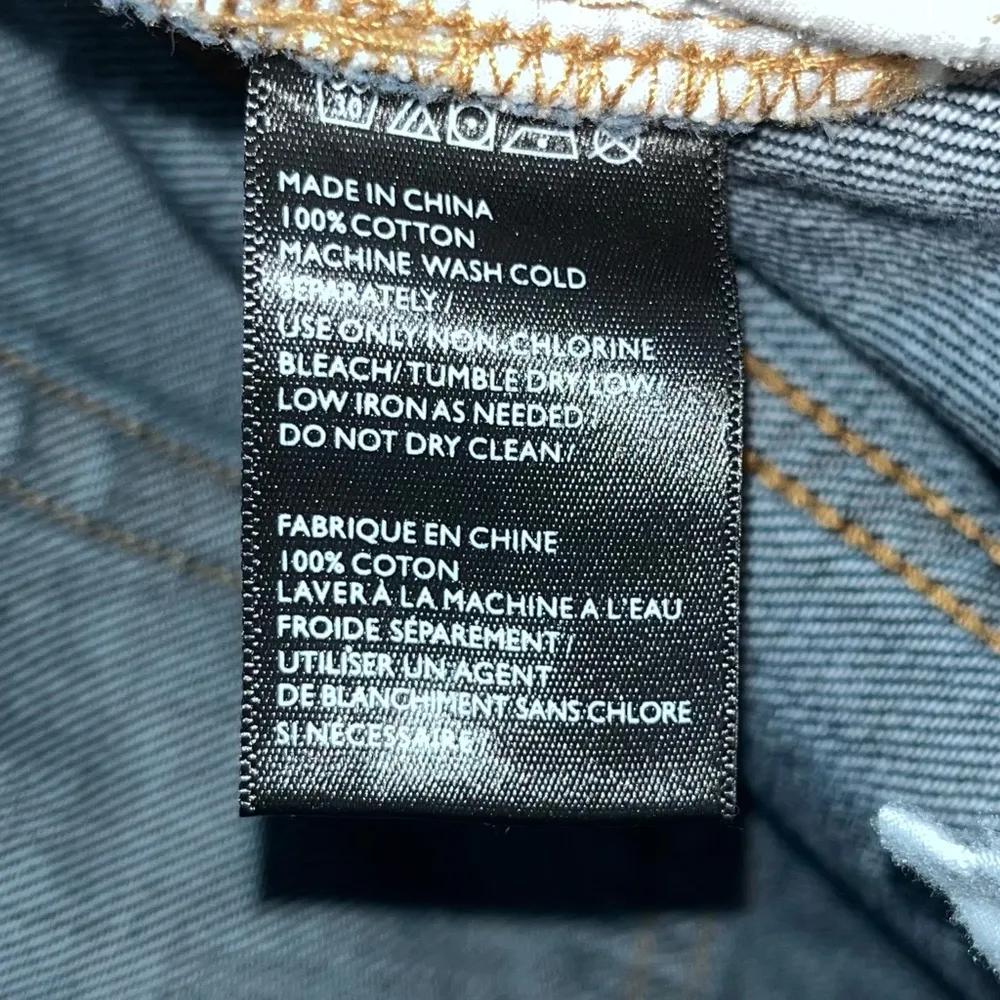 30
MADE IN CHINA
100% COTTON
MACHINE WASH COLD
SEPARATELY/
USE ONLY NON-CHLORINE
BLEACH/TUMBLE DRY LOW/
LOW IRON AS NEEDED/
DO NOT DRY CLEAN/
FABRIQUE EN CHINE
100% COTON
LAVER À LA MACHINE A L'EAU
FROIDE SÉPARÉMENT/
UTILISER UN AGENT
DE BLANCHIMENT SANS CHLORE
SI NECESSAIRE/